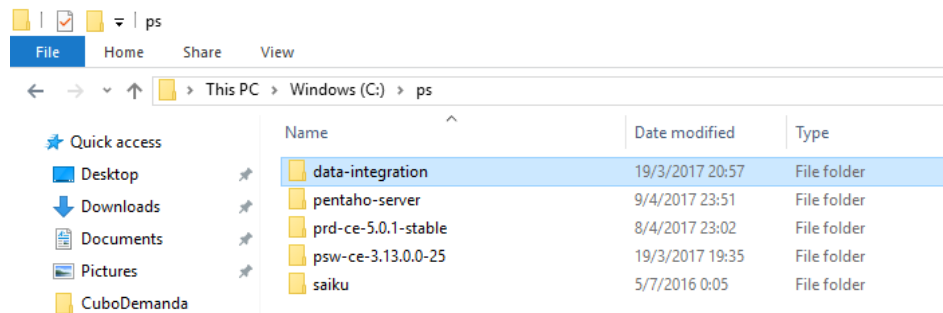 ps
File Home Share View
This PC Windows (C:) ps
Quick access
Desktop
Downloads
Documents
Pictures
CuboDemanda
Name Date modified Type
data-integration 19/3/2017 20:57 File folder
pentaho-server 9/4/2017 23:51 File folder
prd-ce-5.0.1-stable 8/4/2017 23:02 File folder
psw-ce-3.13.0.0-25 19/3/2017 19:35 File folder
saiku 5/7/2016 0:05 File folder